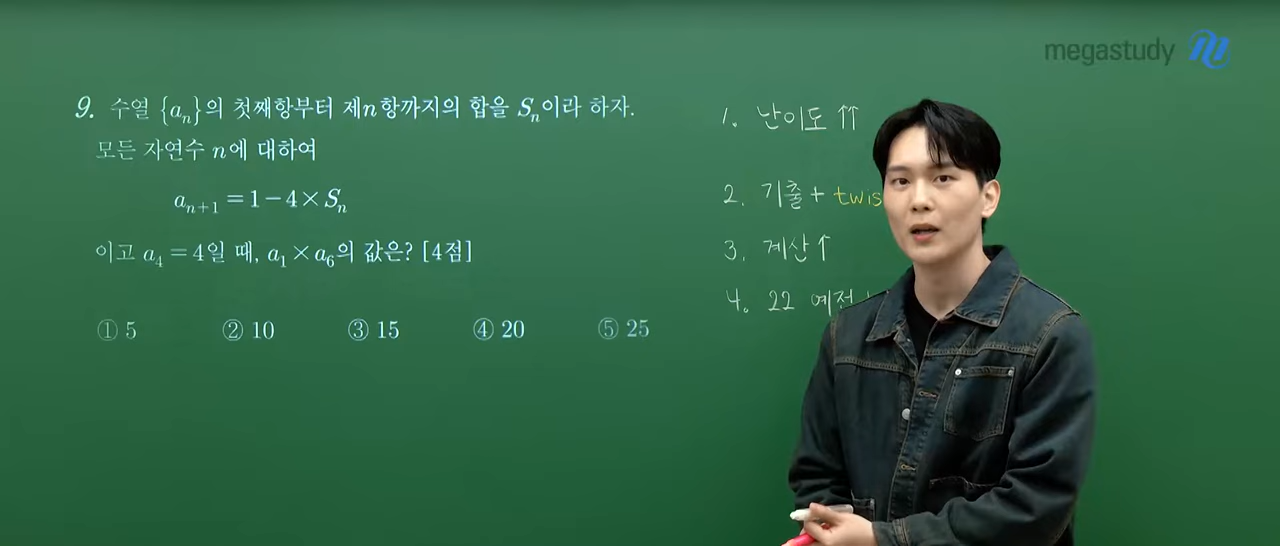 megastudy
9. 수열 {aₙ}의 첫째항부터 제n항까지의 합을 Sₙ이라 하자.
모든 자연수 n에 대하여
aₙ₊₁ = 1 − 4 × Sₙ
이고 a₄ = 4일 때, a₁ × a₆의 값은? [4점]
① 5 ② 10 ③ 15 ④ 20 ⑤ 25
1. 난이도 ↑↑
2. 기출 +
3. 계산 ↑
4. 22